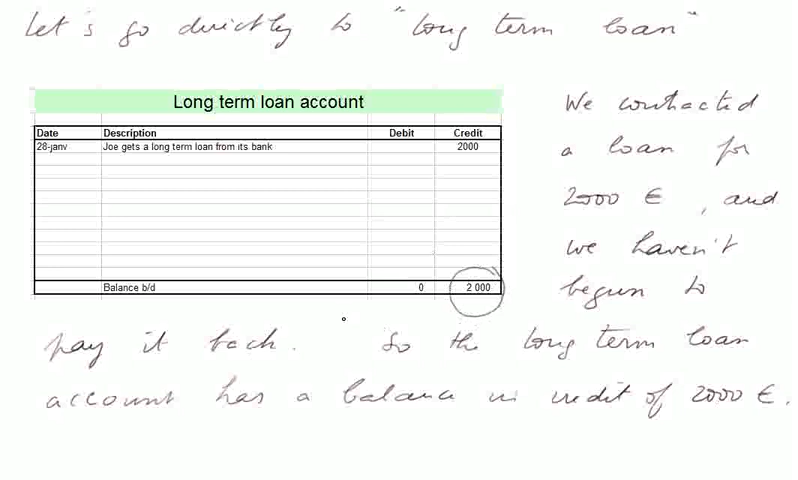 Let's go directly to "long term loan"
Long term loan account
Date Description Debit Credit
28-janv Joe gets a long term loan from its bank 2000
Balance b/d 0 2 000
We contracted
a loan for
2000 € , and
we haven't
begun to
pay it back. So the long term loan
account has a balance in credit of 2000 €.